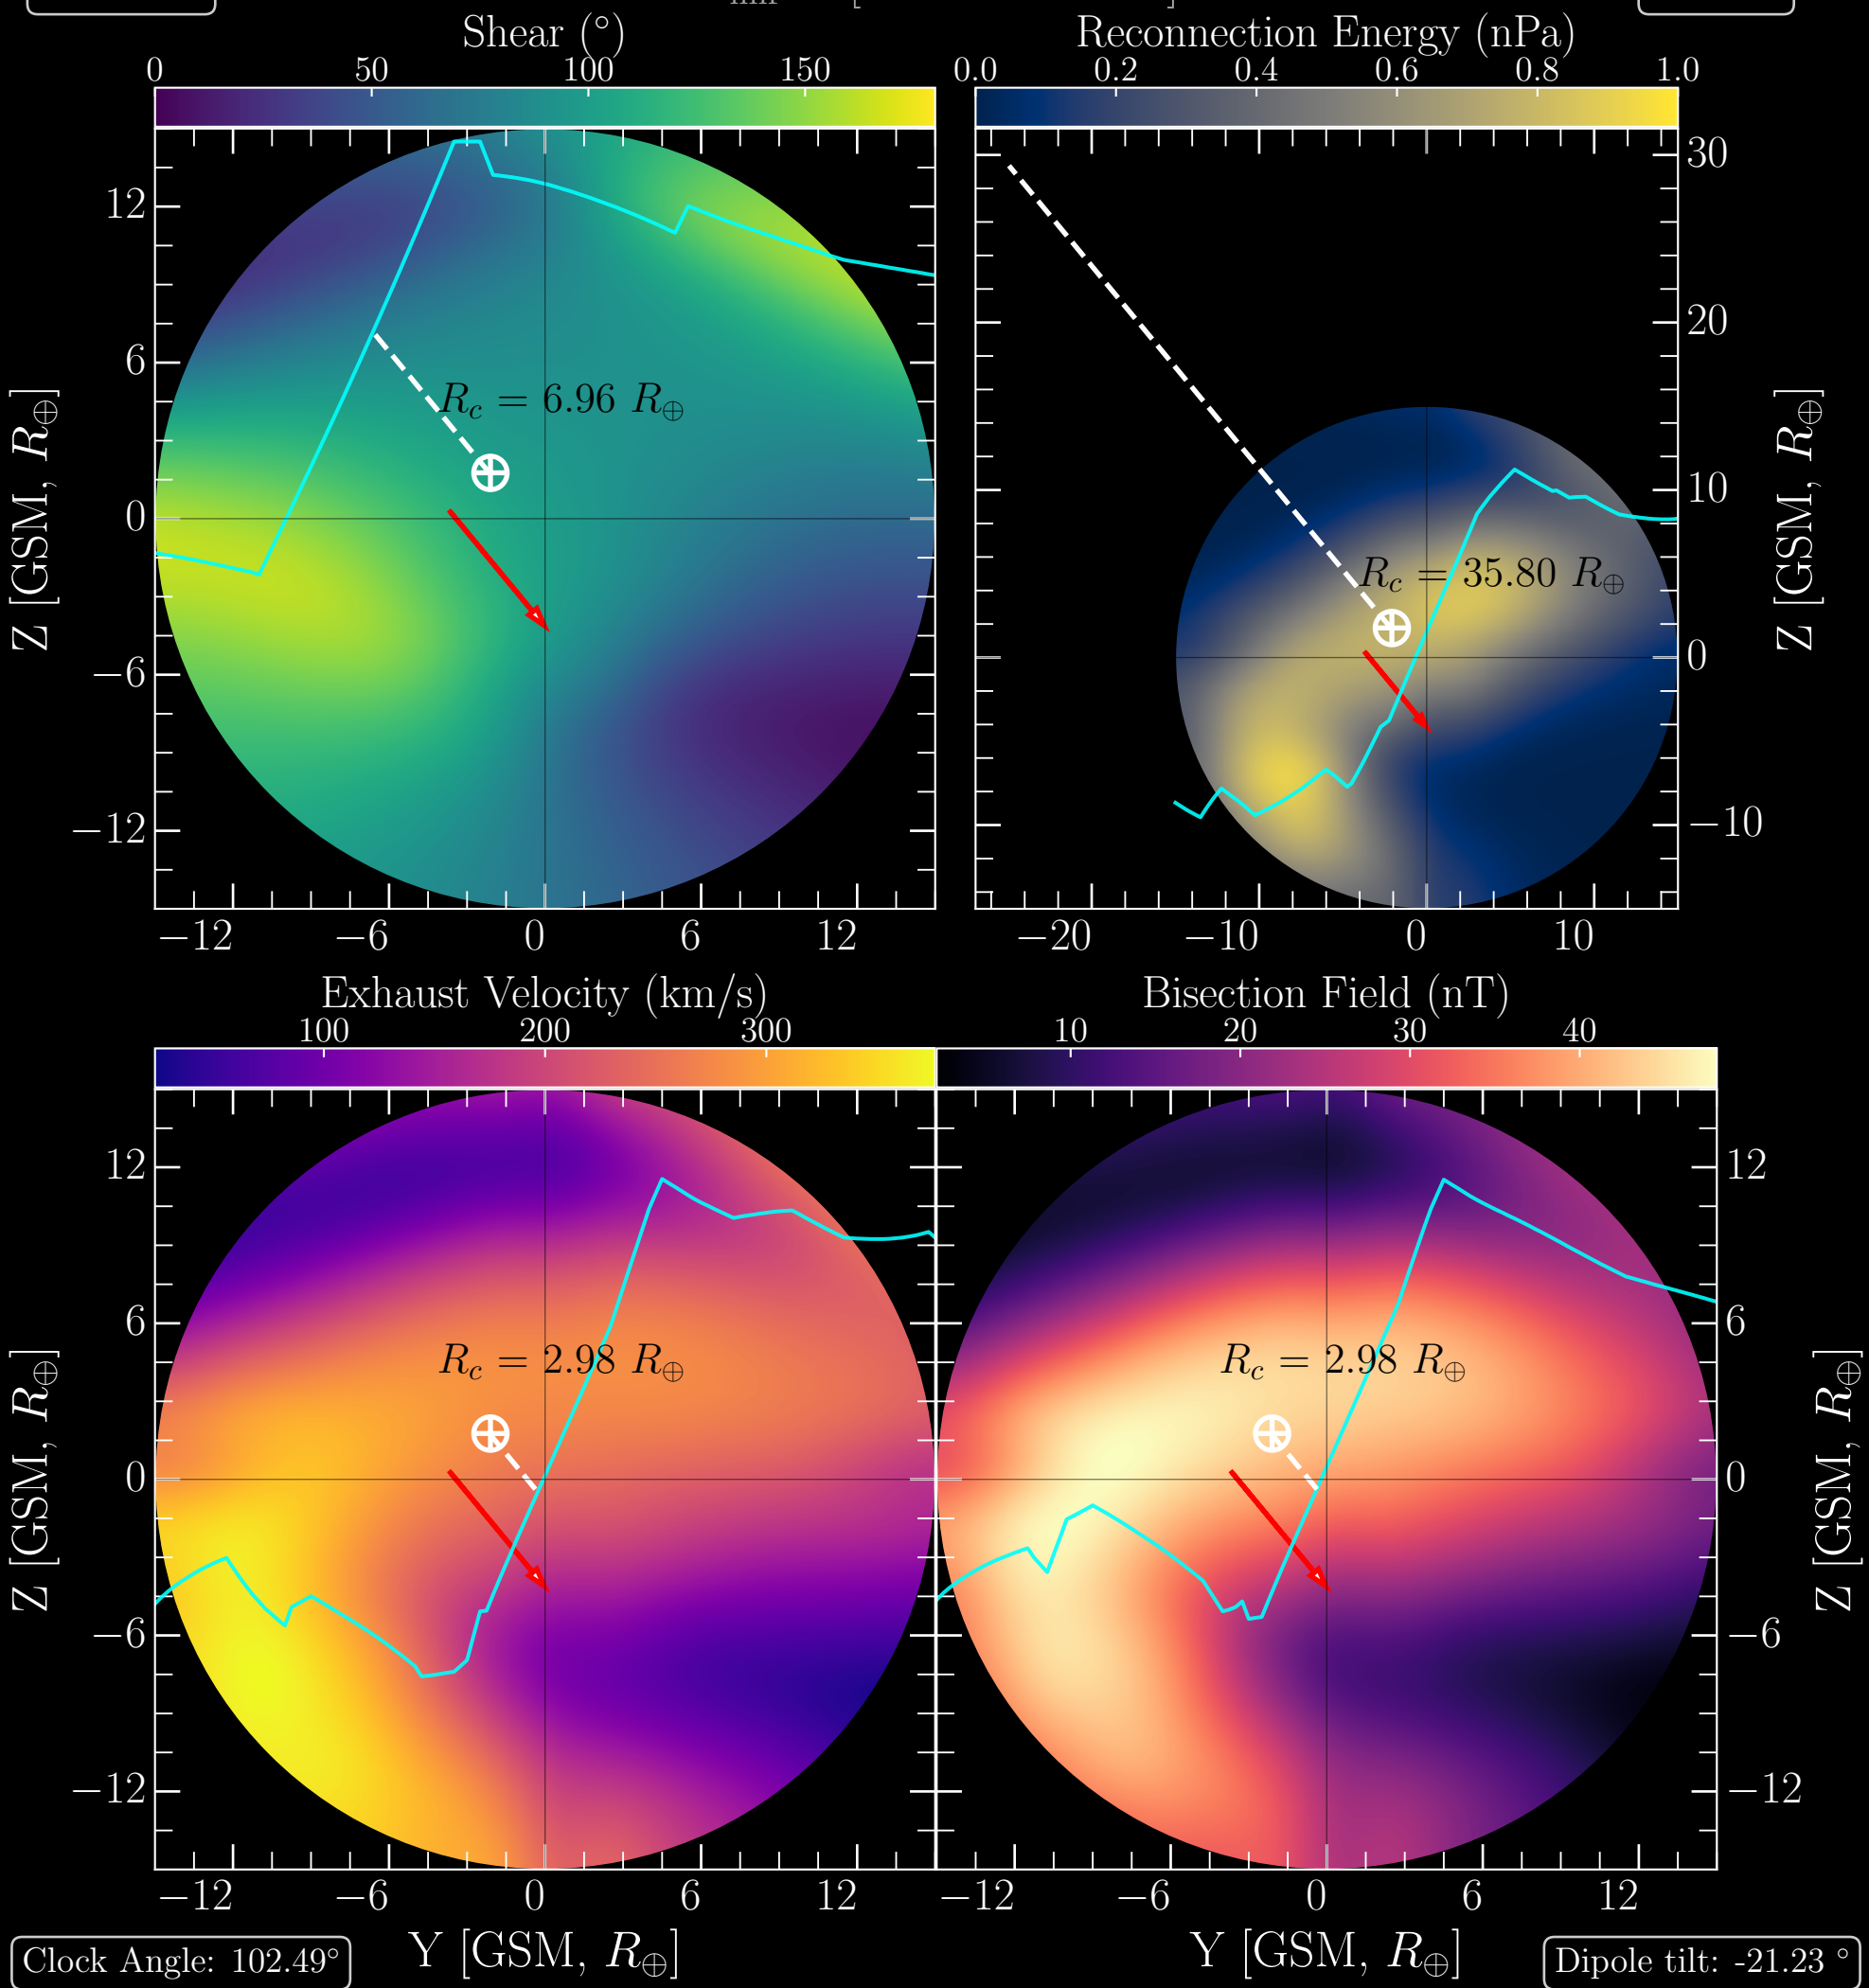 Shear (°)
0 50 100 150
Reconnection Energy (nPa)
0.0 0.2 0.4 0.6 0.8 1.0
Z [GSM, R⊕]
12
6
0
−6
−12
R_c = 6.96 R⊕
−12 −6 0 6 12
R_c = 35.80 R⊕
30
20
10
0
−10
Z [GSM, R⊕]
−20 −10 0 10
Exhaust Velocity (km/s)
100 200 300
Bisection Field (nT)
10 20 30 40
Z [GSM, R⊕]
12
6
0
−6
−12
R_c = 2.98 R⊕
−12 −6 0 6 12
Y [GSM, R⊕]
R_c = 2.98 R⊕
12
6
0
−6
−12
Z [GSM, R⊕]
−12 −6 0 6 12
Y [GSM, R⊕]
Clock Angle: 102.49°
Dipole tilt: -21.23 °